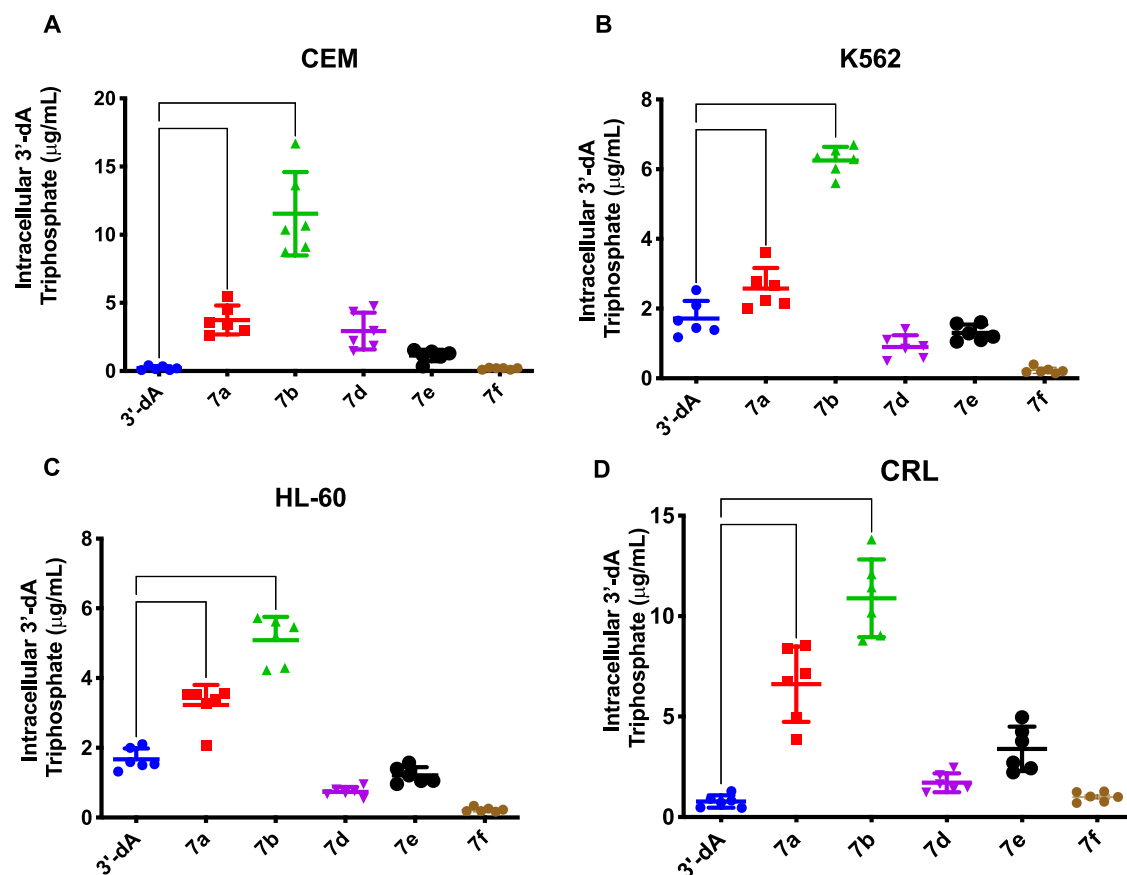 A
CEM
Intracellular 3'-dA
Triphosphate (μg/mL)
20
15
10
5
0
3'-dA
7a
7b
7d
7e
7f
B
K562
Intracellular 3'-dA
Triphosphate (μg/mL)
8
6
4
2
0
3'-dA
7a
7b
7d
7e
7f
C
HL-60
Intracellular 3'-dA
Triphosphate (μg/mL)
8
6
4
2
0
3'-dA
7a
7b
7d
7e
7f
D
CRL
Intracellular 3'-dA
Triphosphate (μg/mL)
15
10
5
0
3'-dA
7a
7b
7d
7e
7f